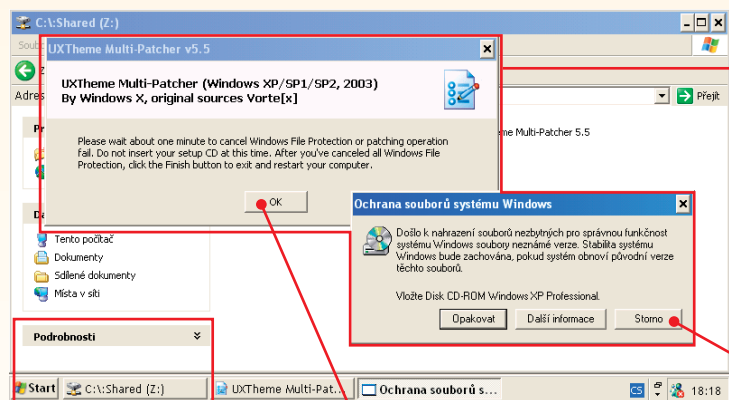 C:\:Shared (Z:)
UXTheme Multi-Patcher v5.5
UXTheme Multi-Patcher (Windows XP/SP1/SP2, 2003)
By Windows X, original sources Vorte[x]
Přejít
me Multi-Patcher 5.5
Please wait about one minute to cancel Windows File Protection or patching operation
fail. Do not insert your setup CD at this time. After you've canceled all Windows File
Protection, click the Finish button to exit and restart your computer.
OK
Ochrana souborů systému Windows
Došlo k nahrazení souborů nezbytných pro správnou funkčnost
systému Windows soubory neznámé verze. Stabilita systému
Windows bude zachována, pokud systém obnoví původní verze
těchto souborů.
Vložte Disk CD-ROM Windows XP Professional.
Opakovat
Další informace
Storno
Tento počítač
Dokumenty
Sdílené dokumenty
Místa v síti
Podrobnosti
Start
C:\:Shared (Z:)
UXTheme Multi-Pat...
Ochrana souborů s...
CS
18:18